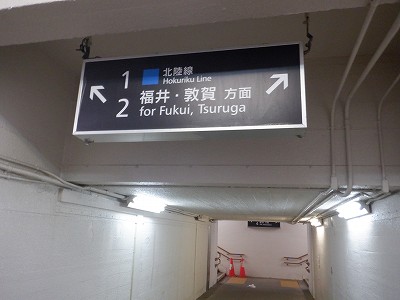 1 北陸線
Hokuriku Line
2 福井・敦賀 方面
for Fukui, Tsuruga